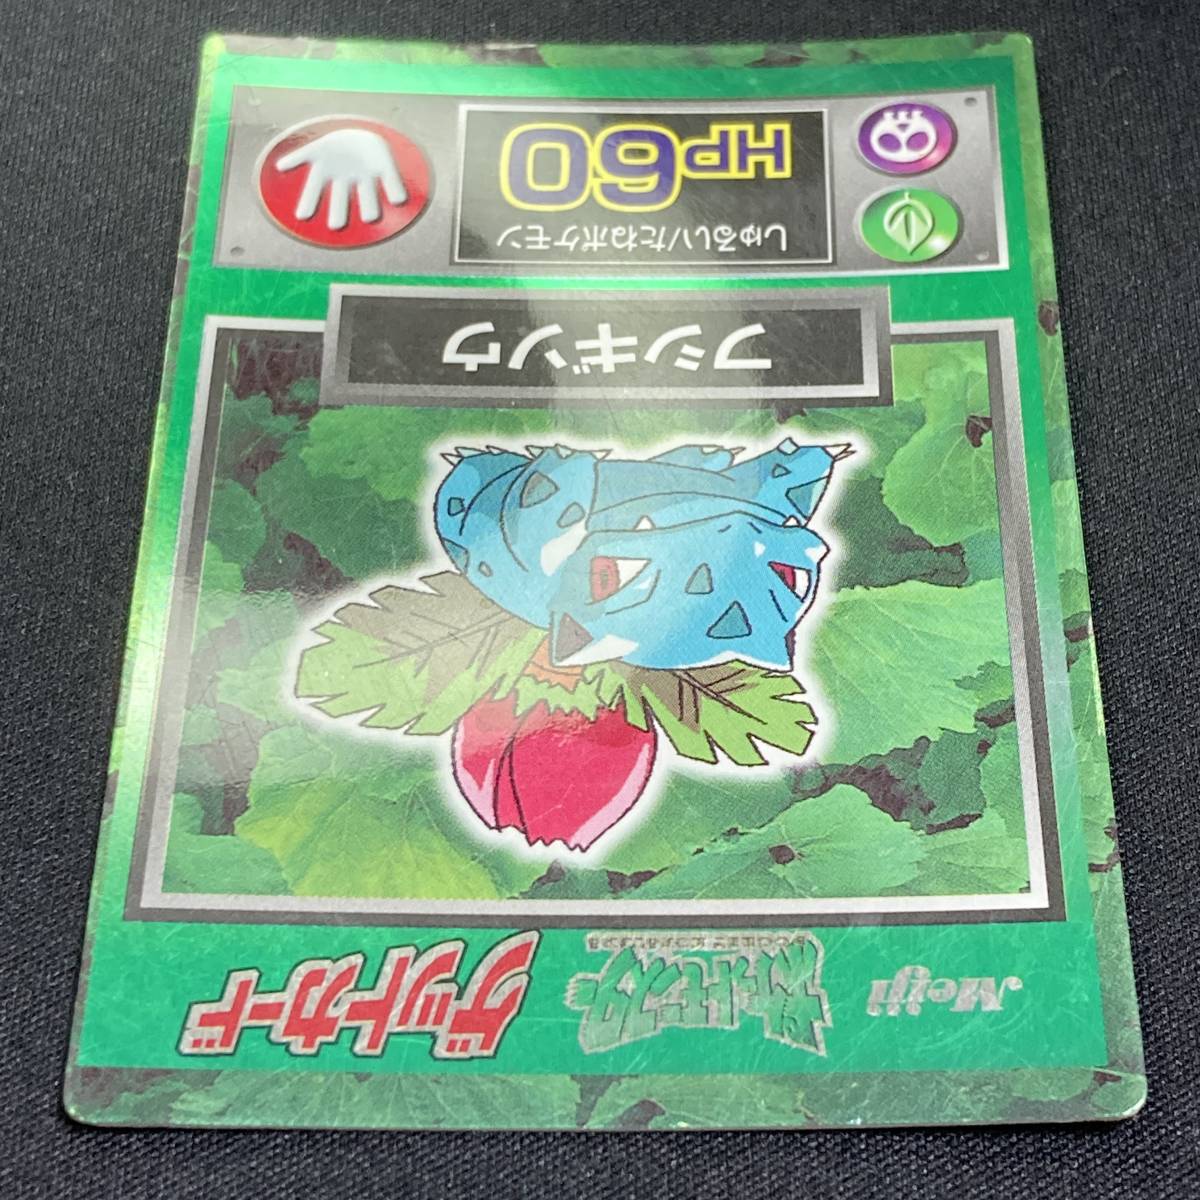 Meiji
ポケットモンスター
ゲットカード
フシギソウ
しゅるい/たねポケモン
HP60